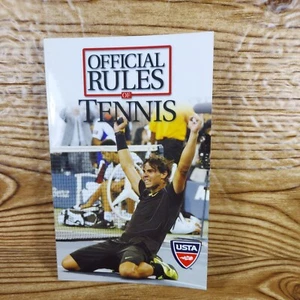 OFFICIAL
RULES
OF
TENNIS
USTA